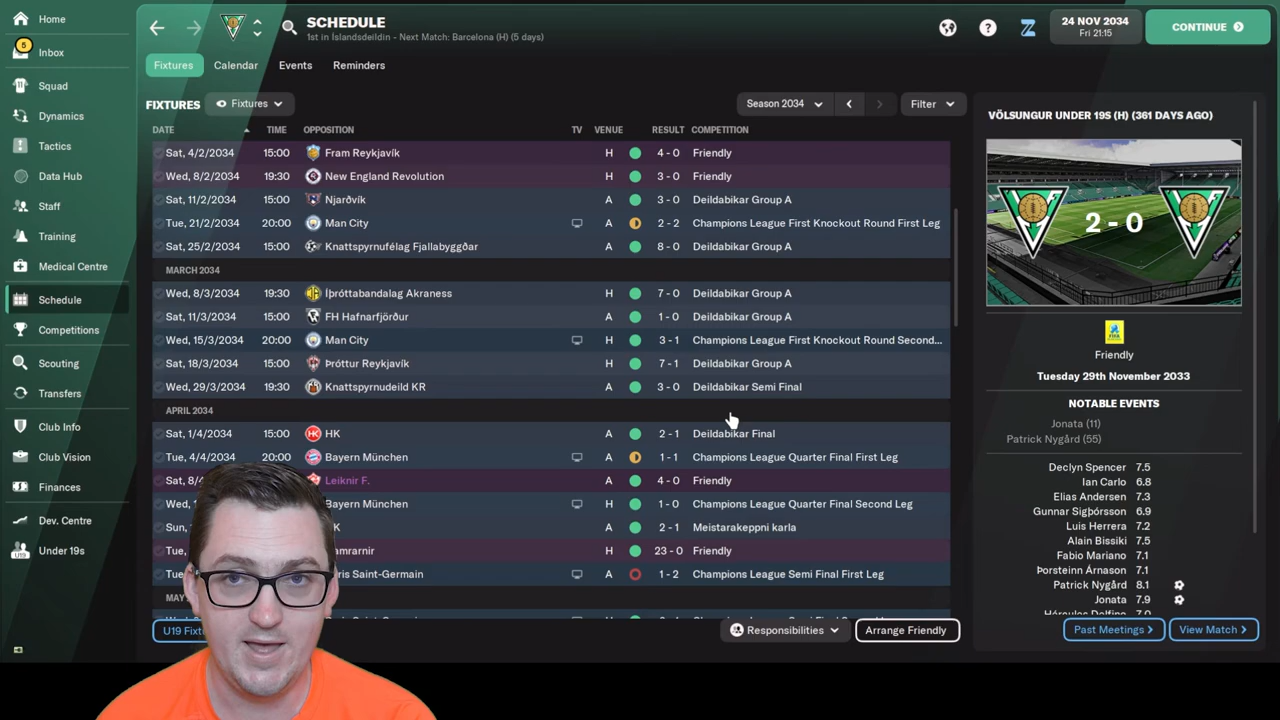 Home
SCHEDULE
1st in Íslandsdeildin - Next Match: Barcelona (H) (5 days)
24 NOV 2034
Fri 21:15
CONTINUE
5
Inbox
Squad
Dynamics
Tactics
Data Hub
Staff
Training
Medical Centre
Schedule
Competitions
Scouting
Transfers
Club Info
Club Vision
Finances
Dev. Centre
U19
Under 19s
Fixtures Calendar Events Reminders
FIXTURES Fixtures Season 2034 Filter
DATE TIME OPPOSITION TV VENUE RESULT COMPETITION
Sat, 4/2/2034 15:00 Fram Reykjavík H 4 - 0 Friendly
Wed, 8/2/2034 19:30 New England Revolution H 3 - 0 Friendly
Sat, 11/2/2034 15:00 Njarðvík A 3 - 0 Deildabikar Group A
Tue, 21/2/2034 20:00 Man City A 2 - 2 Champions League First Knockout Round First Leg
Sat, 25/2/2034 15:00 Knattspyrnufélag Fjallabyggðar A 8 - 0 Deildabikar Group A
MARCH 2034
Wed, 8/3/2034 19:30 Íþróttabandalag Akraness H 7 - 0 Deildabikar Group A
Sat, 11/3/2034 15:00 FH Hafnarfjörður A 1 - 0 Deildabikar Group A
Wed, 15/3/2034 20:00 Man City H 3 - 1 Champions League First Knockout Round Second...
Sat, 18/3/2034 15:00 Þróttur Reykjavík H 7 - 1 Deildabikar Group A
Wed, 29/3/2034 19:30 Knattspyrnudeild KR A 3 - 0 Deildabikar Semi Final
APRIL 2034
Sat, 1/4/2034 15:00 HK HK A 2 - 1 Deildabikar Final
Tue, 4/4/2034 20:00 Bayern München A 1 - 1 Champions League Quarter Final First Leg
Sat, 8/ Leiknir F. A 4 - 0 Friendly
Wed, 1 Bayern München H 1 - 0 Champions League Quarter Final Second Leg
Sun, K A 2 - 1 Meistarakeppni karla
Tue, amrarnir H 23 - 0 Friendly
Tue, ris Saint-Germain A 1 - 2 Champions League Semi Final First Leg
MAY
U19 Fixtu
Responsibilities
Arrange Friendly
VÖLSUNGUR UNDER 19S (H) (361 DAYS AGO)
2 - 0
Friendly
Tuesday 29th November 2033
NOTABLE EVENTS
Jonata (11)
Patrick Nygård (55)
Declyn Spencer 7.5
Ian Carlo 6.8
Elias Andersen 7.3
Gunnar Sigþórsson 6.9
Luis Herrera 7.2
Alain Bissiki 7.5
Fabio Mariano 7.1
Þorsteinn Árnason 7.1
Patrick Nygård 8.1
Jonata 7.9
Past Meetings
View Match